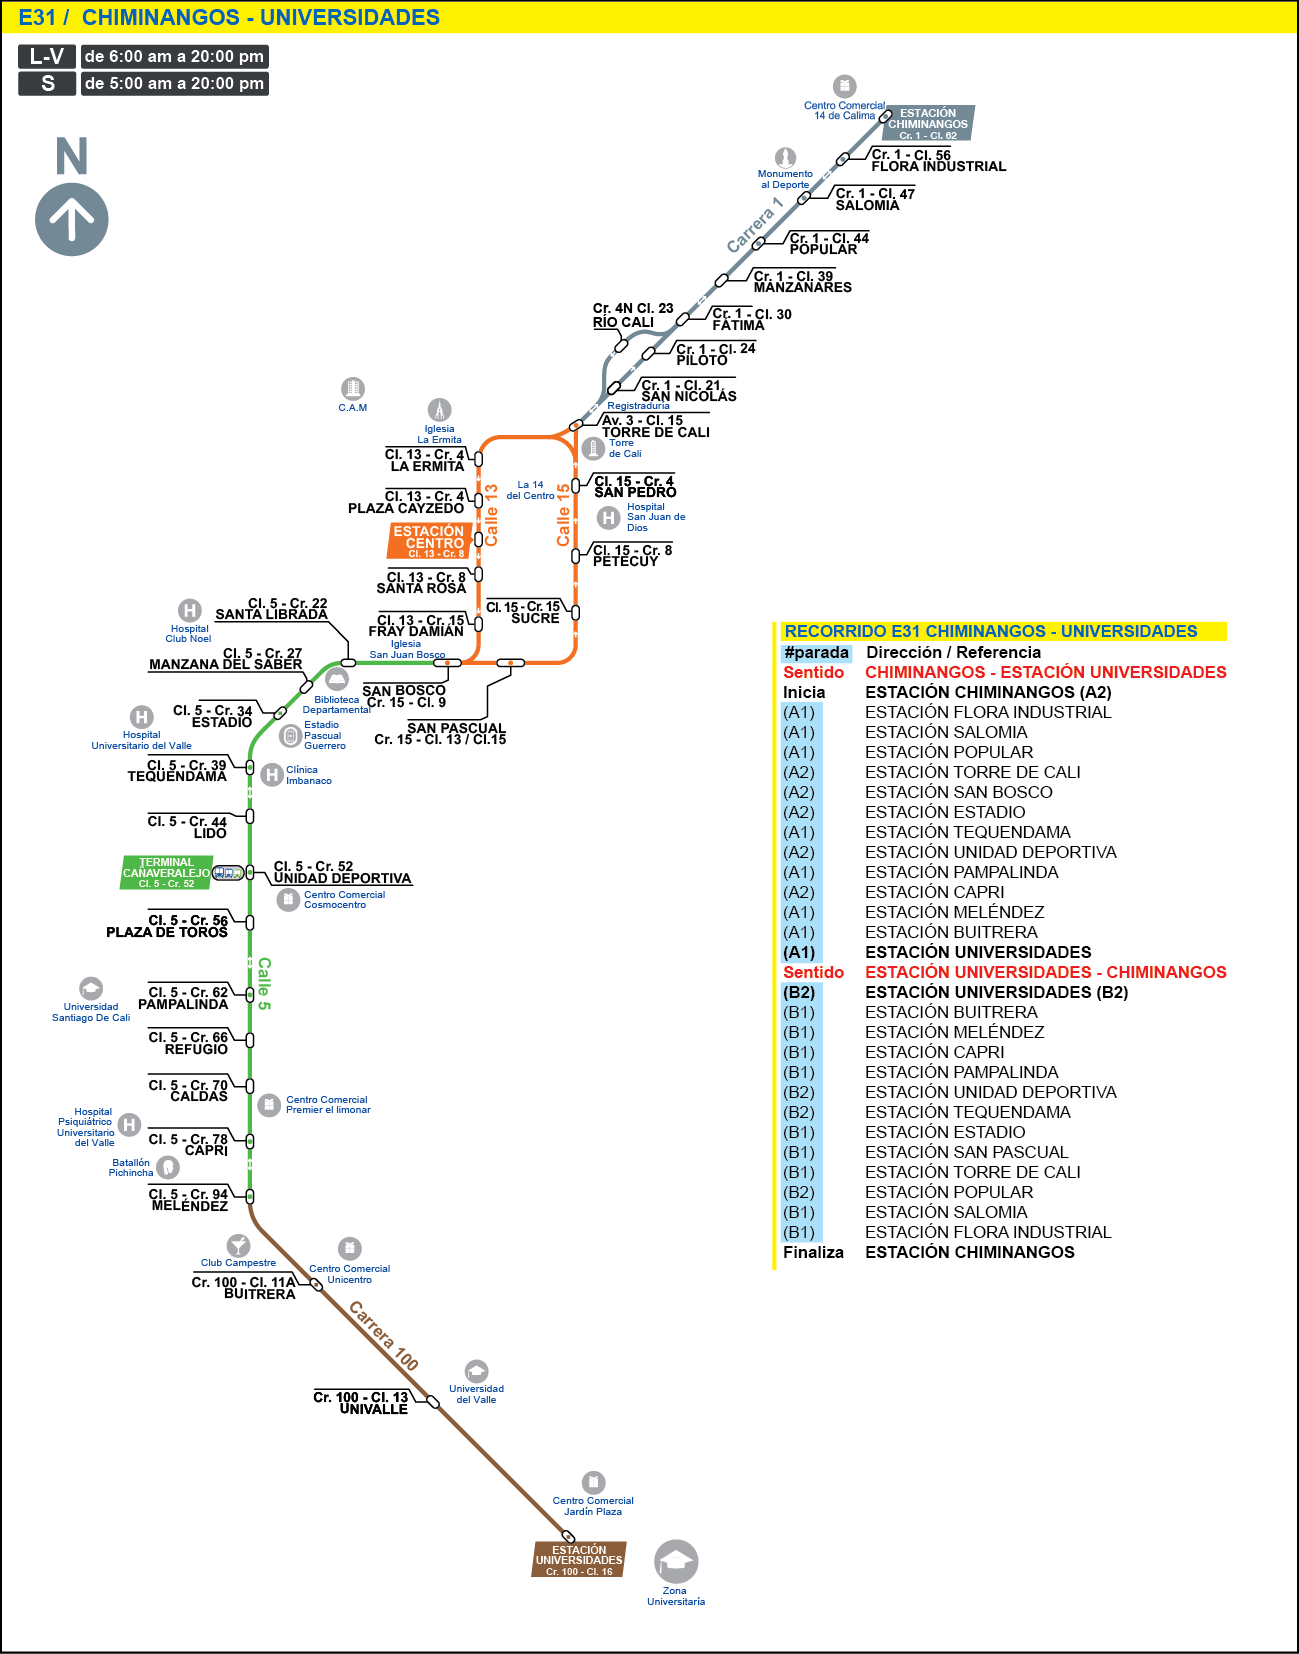 E31 / CHIMINANGOS - UNIVERSIDADES
L-V de 6:00 am a 20:00 pm
S de 5:00 am a 20:00 pm
N
Centro Comercial
14 de Calima
ESTACIÓN
CHIMINANGOS
Cr. 1 - Cl. 62
Cr. 1 - Cl. 56
FLORA INDUSTRIAL
Monumento
al Deporte
Cr. 1 - Cl. 47
SALOMIA
Carrera 1
Cr. 1 - Cl. 44
POPULAR
Cr. 1 - Cl. 39
MANZANARES
Cr. 4N Cl. 23
RÍO CALI
Cr. 1 - Cl. 30
FÁTIMA
Cr. 1 - Cl. 24
PILOTO
Cr. 1 - Cl. 21
SAN NICOLÁS
Registraduría
C.A.M
Iglesia
La Ermita
Av. 3 - Cl. 15
TORRE DE CALI
Torre
de Cali
Cl. 13 - Cr. 4
LA ERMITA
La 14
del Centro
Cl. 15 - Cr. 4
SAN PEDRO
Cl. 13 - Cr. 4
PLAZA CAYZEDO
Calle 13
Calle 15
Hospital
San Juan de
Dios
ESTACIÓN
CENTRO
Cl. 13 - Cr. 8
Cl. 15 - Cr. 8
PETECUY
Cl. 13 - Cr. 8
SANTA ROSA
Cl. 15 - Cr. 15
SUCRE
Cl. 13 - Cr. 15
FRAY DAMIÁN
Iglesia
San Juan Bosco
Cl. 5 - Cr. 22
SANTA LIBRADA
Hospital
Club Noel
Cl. 5 - Cr. 27
MANZANA DEL SABER
Biblioteca
Departamental
SAN BOSCO
Cr. 15 - Cl. 9
SAN PASCUAL
Cr. 15 - Cl. 13 / Cl.15
Cl. 5 - Cr. 34
ESTADIO
Estadio
Pascual
Guerrero
Hospital
Universitario del Valle
Cl. 5 - Cr. 39
TEQUENDAMA
Clínica
Imbanaco
Cl. 5 - Cr. 44
LIDO
TERMINAL
CAÑAVERALEJO
Cl. 5 - Cr. 52
Cl. 5 - Cr. 52
UNIDAD DEPORTIVA
Centro Comercial
Cosmocentro
Cl. 5 - Cr. 56
PLAZA DE TOROS
Calle 5
Universidad
Santiago De Cali
Cl. 5 - Cr. 62
PAMPALINDA
Cl. 5 - Cr. 66
REFUGIO
Cl. 5 - Cr. 70
CALDAS
Centro Comercial
Premier el limonar
Hospital
Psiquiátrico
Universitario
del Valle
Cl. 5 - Cr. 78
CAPRI
Batallón
Pichincha
Cl. 5 - Cr. 94
MELÉNDEZ
Club Campestre
Centro Comercial
Unicentro
Cr. 100 - Cl. 11A
BUITRERA
Carrera 100
Cr. 100 - Cl. 13
UNIVALLE
Universidad
del Valle
Centro Comercial
Jardín Plaza
ESTACIÓN
UNIVERSIDADES
Cr. 100 - Cl. 16
Zona
Universitaría
RECORRIDO E31 CHIMINANGOS - UNIVERSIDADES
#parada Dirección / Referencia
Sentido CHIMINANGOS - ESTACIÓN UNIVERSIDADES
Inicia ESTACIÓN CHIMINANGOS (A2)
(A1) ESTACIÓN FLORA INDUSTRIAL
(A1) ESTACIÓN SALOMIA
(A1) ESTACIÓN POPULAR
(A2) ESTACIÓN TORRE DE CALI
(A2) ESTACIÓN SAN BOSCO
(A2) ESTACIÓN ESTADIO
(A1) ESTACIÓN TEQUENDAMA
(A2) ESTACIÓN UNIDAD DEPORTIVA
(A1) ESTACIÓN PAMPALINDA
(A2) ESTACIÓN CAPRI
(A1) ESTACIÓN MELÉNDEZ
(A1) ESTACIÓN BUITRERA
(A1) ESTACIÓN UNIVERSIDADES
Sentido ESTACIÓN UNIVERSIDADES - CHIMINANGOS
(B2) ESTACIÓN UNIVERSIDADES (B2)
(B1) ESTACIÓN BUITRERA
(B1) ESTACIÓN MELÉNDEZ
(B1) ESTACIÓN CAPRI
(B1) ESTACIÓN PAMPALINDA
(B2) ESTACIÓN UNIDAD DEPORTIVA
(B2) ESTACIÓN TEQUENDAMA
(B1) ESTACIÓN ESTADIO
(B1) ESTACIÓN SAN PASCUAL
(B1) ESTACIÓN TORRE DE CALI
(B2) ESTACIÓN POPULAR
(B1) ESTACIÓN SALOMIA
(B1) ESTACIÓN FLORA INDUSTRIAL
Finaliza ESTACIÓN CHIMINANGOS